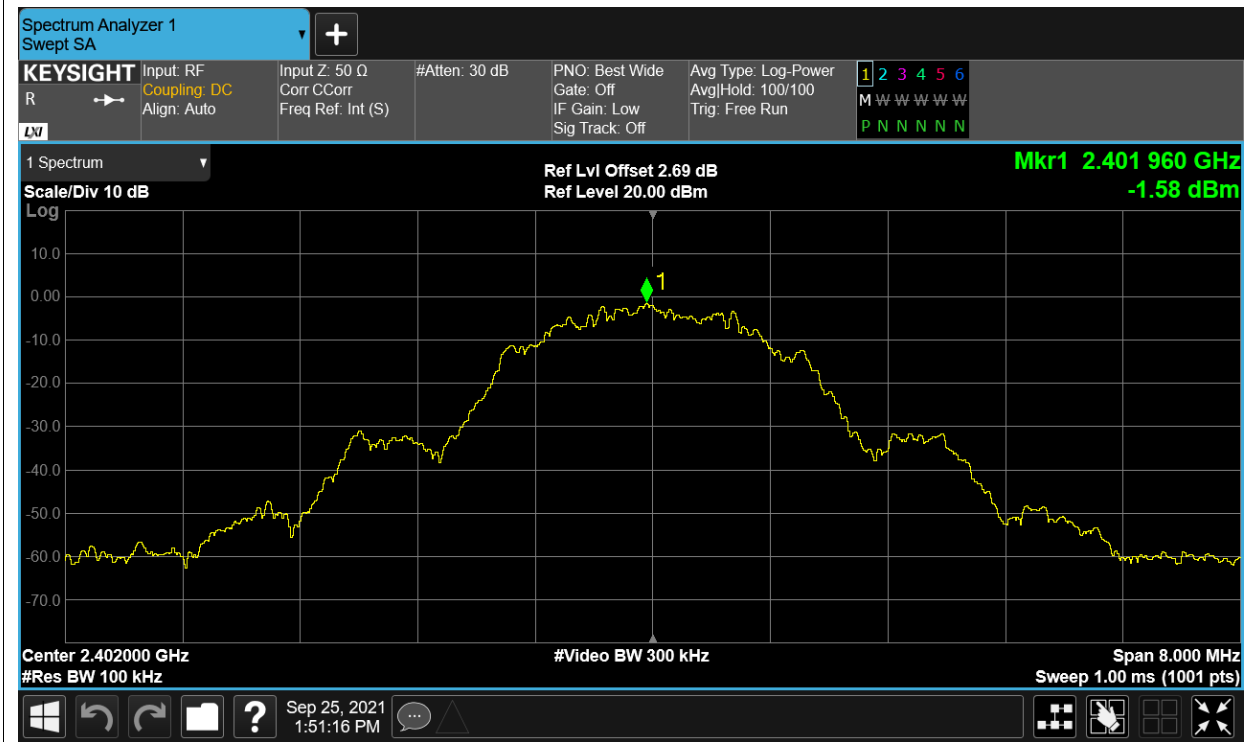 Spectrum Analyzer 1
Swept SA
+
KEYSIGHT Input: RF Input Z: 50 Ω #Atten: 30 dB PNO: Best Wide Avg Type: Log-Power 1 2 3 4 5 6
R Coupling: DC Corr CCorr Gate: Off Avg|Hold: 100/100 M W W W W W
Align: Auto Freq Ref: Int (S) IF Gain: Low Trig: Free Run
LXI Sig Track: Off P N N N N N
1 Spectrum Ref Lvl Offset 2.69 dB Mkr1 2.401 960 GHz
Scale/Div 10 dB Ref Level 20.00 dBm -1.58 dBm
Log
10.0
1
0.00
-10.0
-20.0
-30.0
-40.0
-50.0
-60.0
-70.0
Center 2.402000 GHz #Video BW 300 kHz Span 8.000 MHz
#Res BW 100 kHz Sweep 1.00 ms (1001 pts)
? Sep 25, 2021
1:51:16 PM